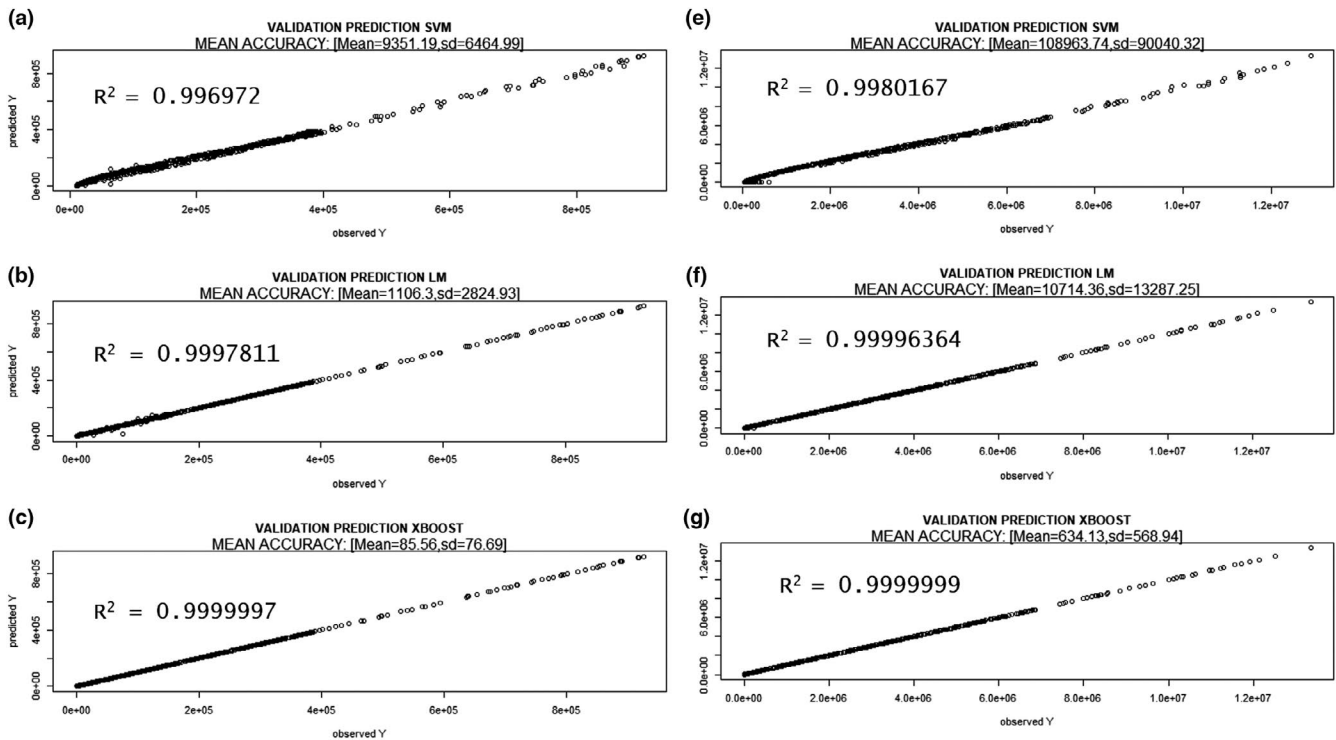 (a)
VALIDATION PREDICTION SVM
MEAN ACCURACY: [Mean=9351.19,sd=6464.99]
R² = 0.996972
predicted Y
8e+05
4e+05
0e+00
0e+00 2e+05 4e+05 6e+05 8e+05
observed Y
(b)
VALIDATION PREDICTION LM
MEAN ACCURACY: [Mean=1106.3,sd=2824.93]
R² = 0.9997811
predicted Y
8e+05
4e+05
0e+00
0e+00 2e+05 4e+05 6e+05 8e+05
observed Y
(c)
VALIDATION PREDICTION XBOOST
MEAN ACCURACY: [Mean=85.56,sd=76.69]
R² = 0.9999997
predicted Y
8e+05
4e+05
0e+00
0e+00 2e+05 4e+05 6e+05 8e+05
observed Y
(e)
VALIDATION PREDICTION SVM
MEAN ACCURACY: [Mean=108963.74,sd=90040.32]
R² = 0.9980167
1.2e+07
6.0e+06
0.0e+00
0.0e+00 2.0e+06 4.0e+06 6.0e+06 8.0e+06 1.0e+07 1.2e+07
observed Y
(f)
VALIDATION PREDICTION LM
MEAN ACCURACY: [Mean=10714.36,sd=13287.25]
R² = 0.99996364
1.2e+07
6.0e+06
0.0e+00
0.0e+00 2.0e+06 4.0e+06 6.0e+06 8.0e+06 1.0e+07 1.2e+07
observed Y
(g)
VALIDATION PREDICTION XBOOST
MEAN ACCURACY: [Mean=634.13,sd=568.94]
R² = 0.9999999
1.2e+07
6.0e+06
0.0e+00
0.0e+00 2.0e+06 4.0e+06 6.0e+06 8.0e+06 1.0e+07 1.2e+07
observed Y